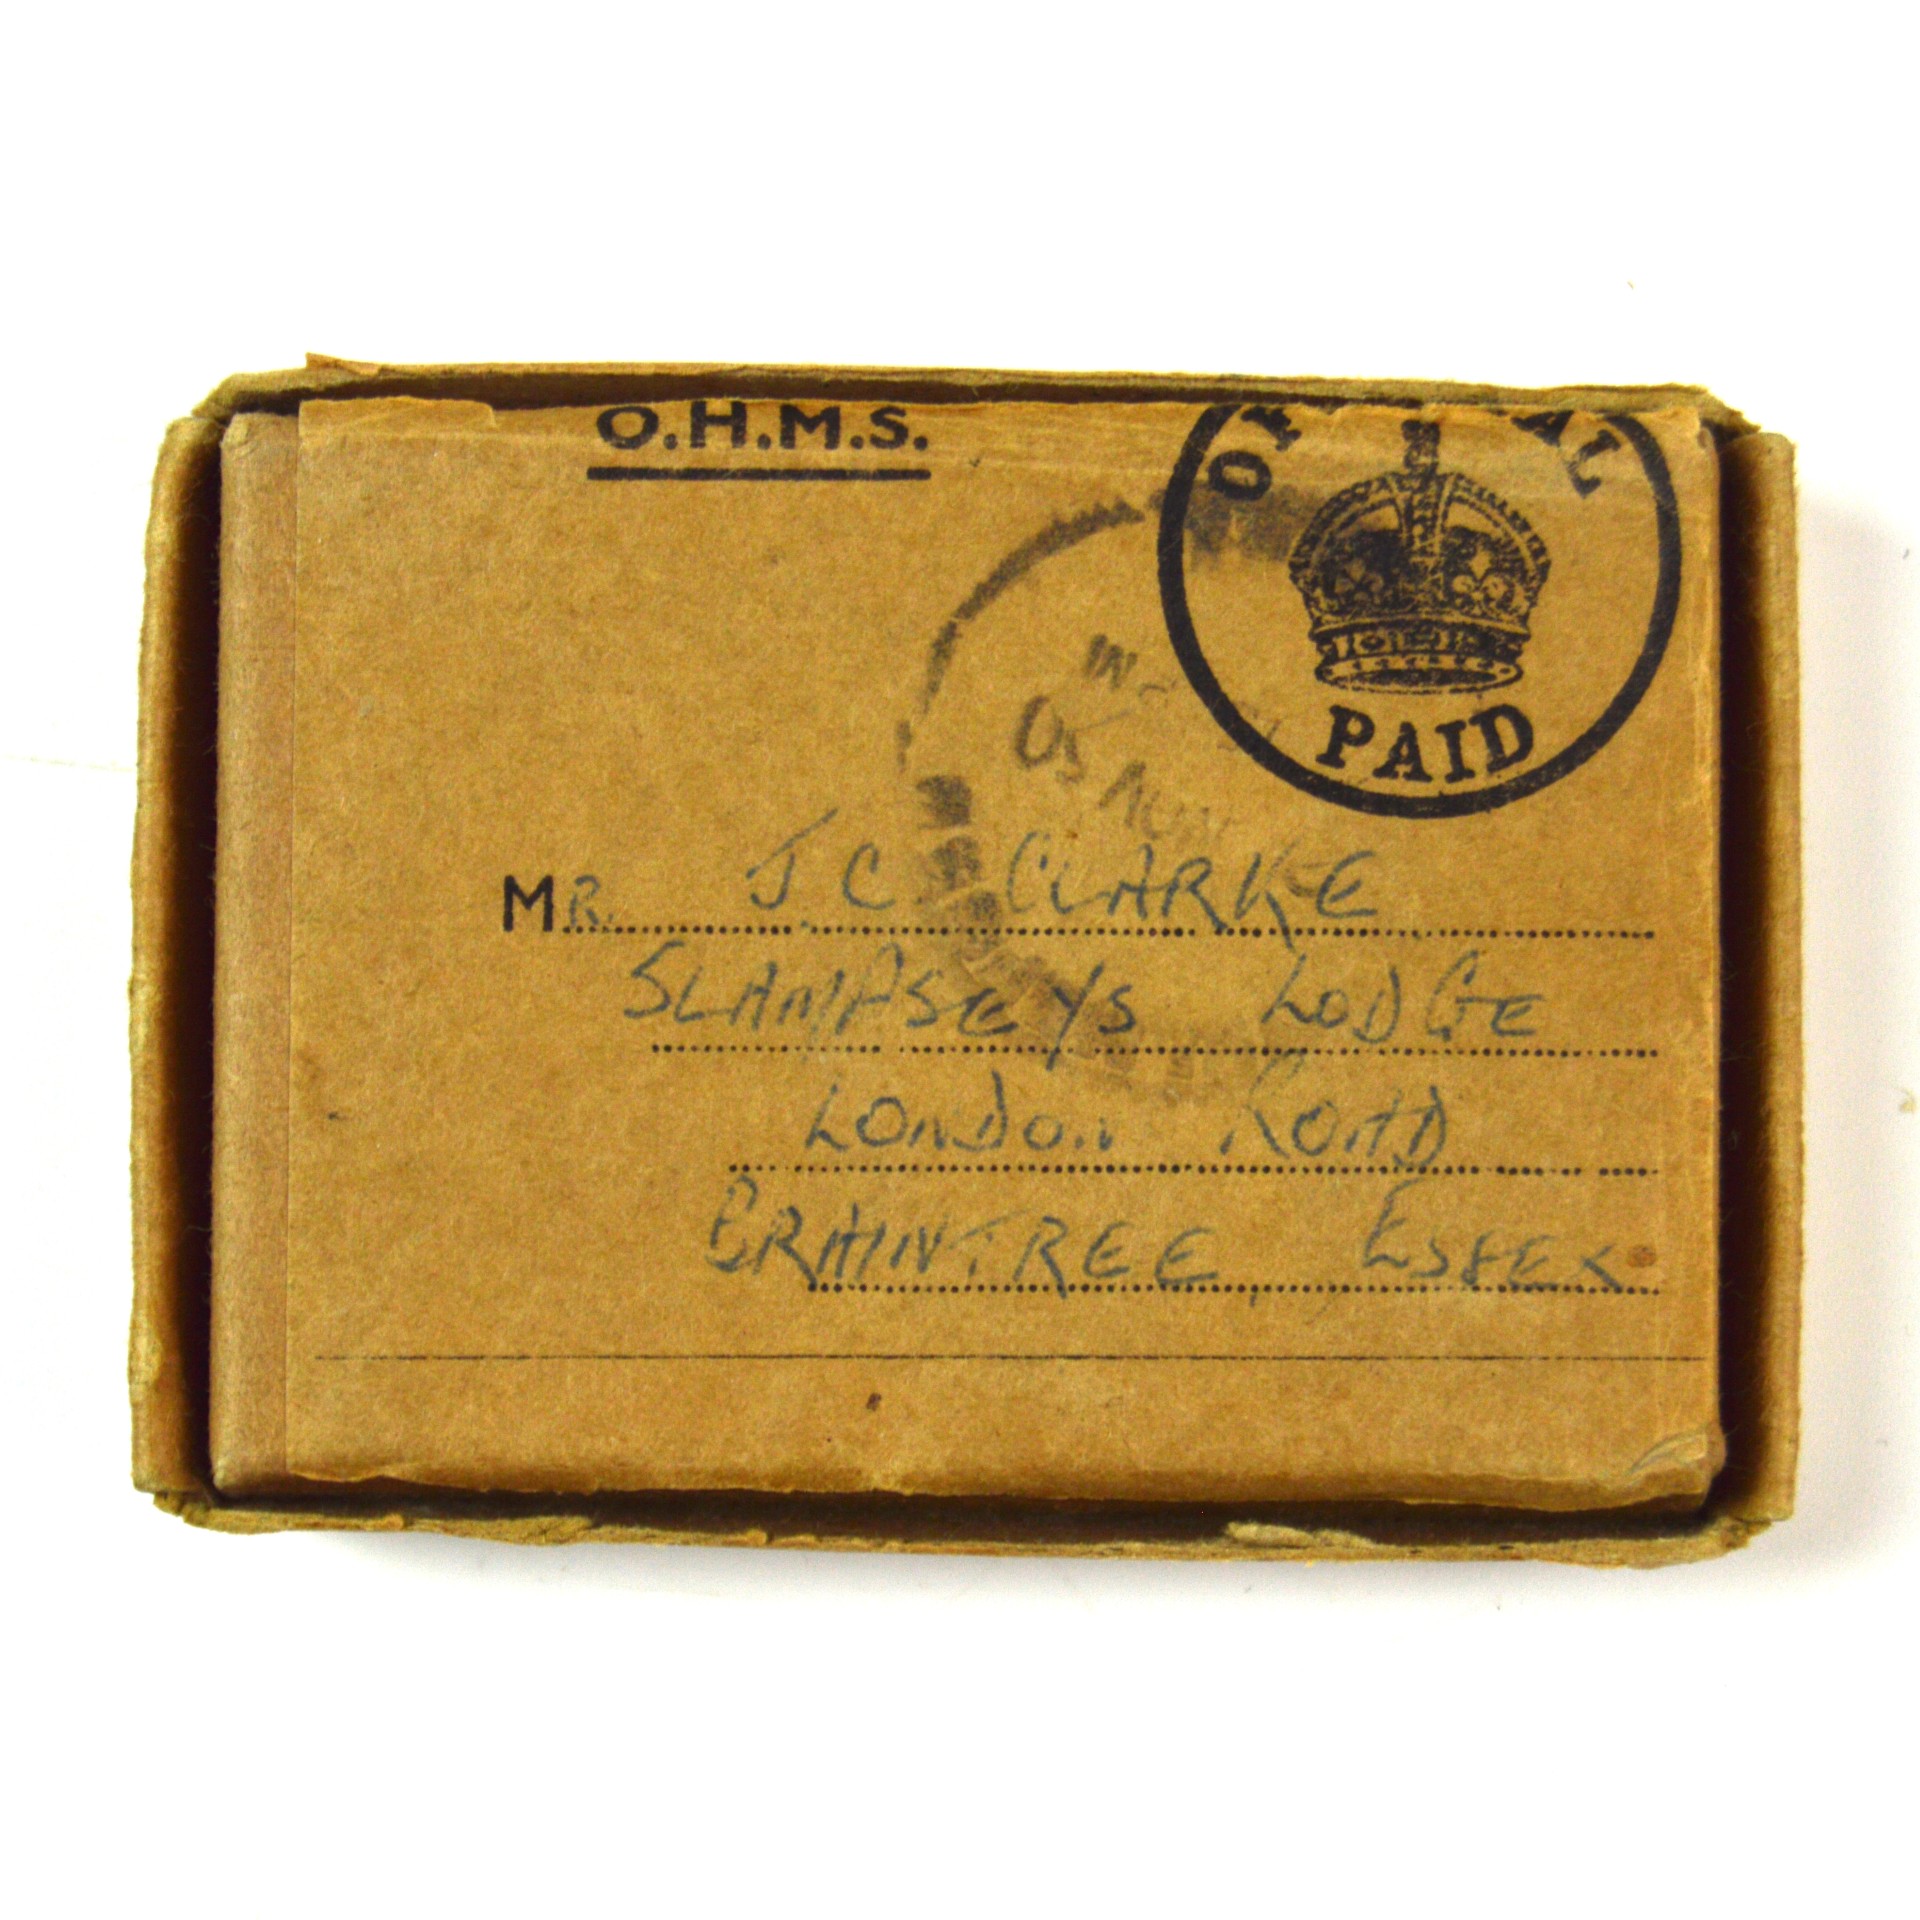 O.H.M.S.
PAID
MR. J. C. CLARKE
SLAMPSEYS LODGE
LONDON ROAD
BRAINTREE ESSEX